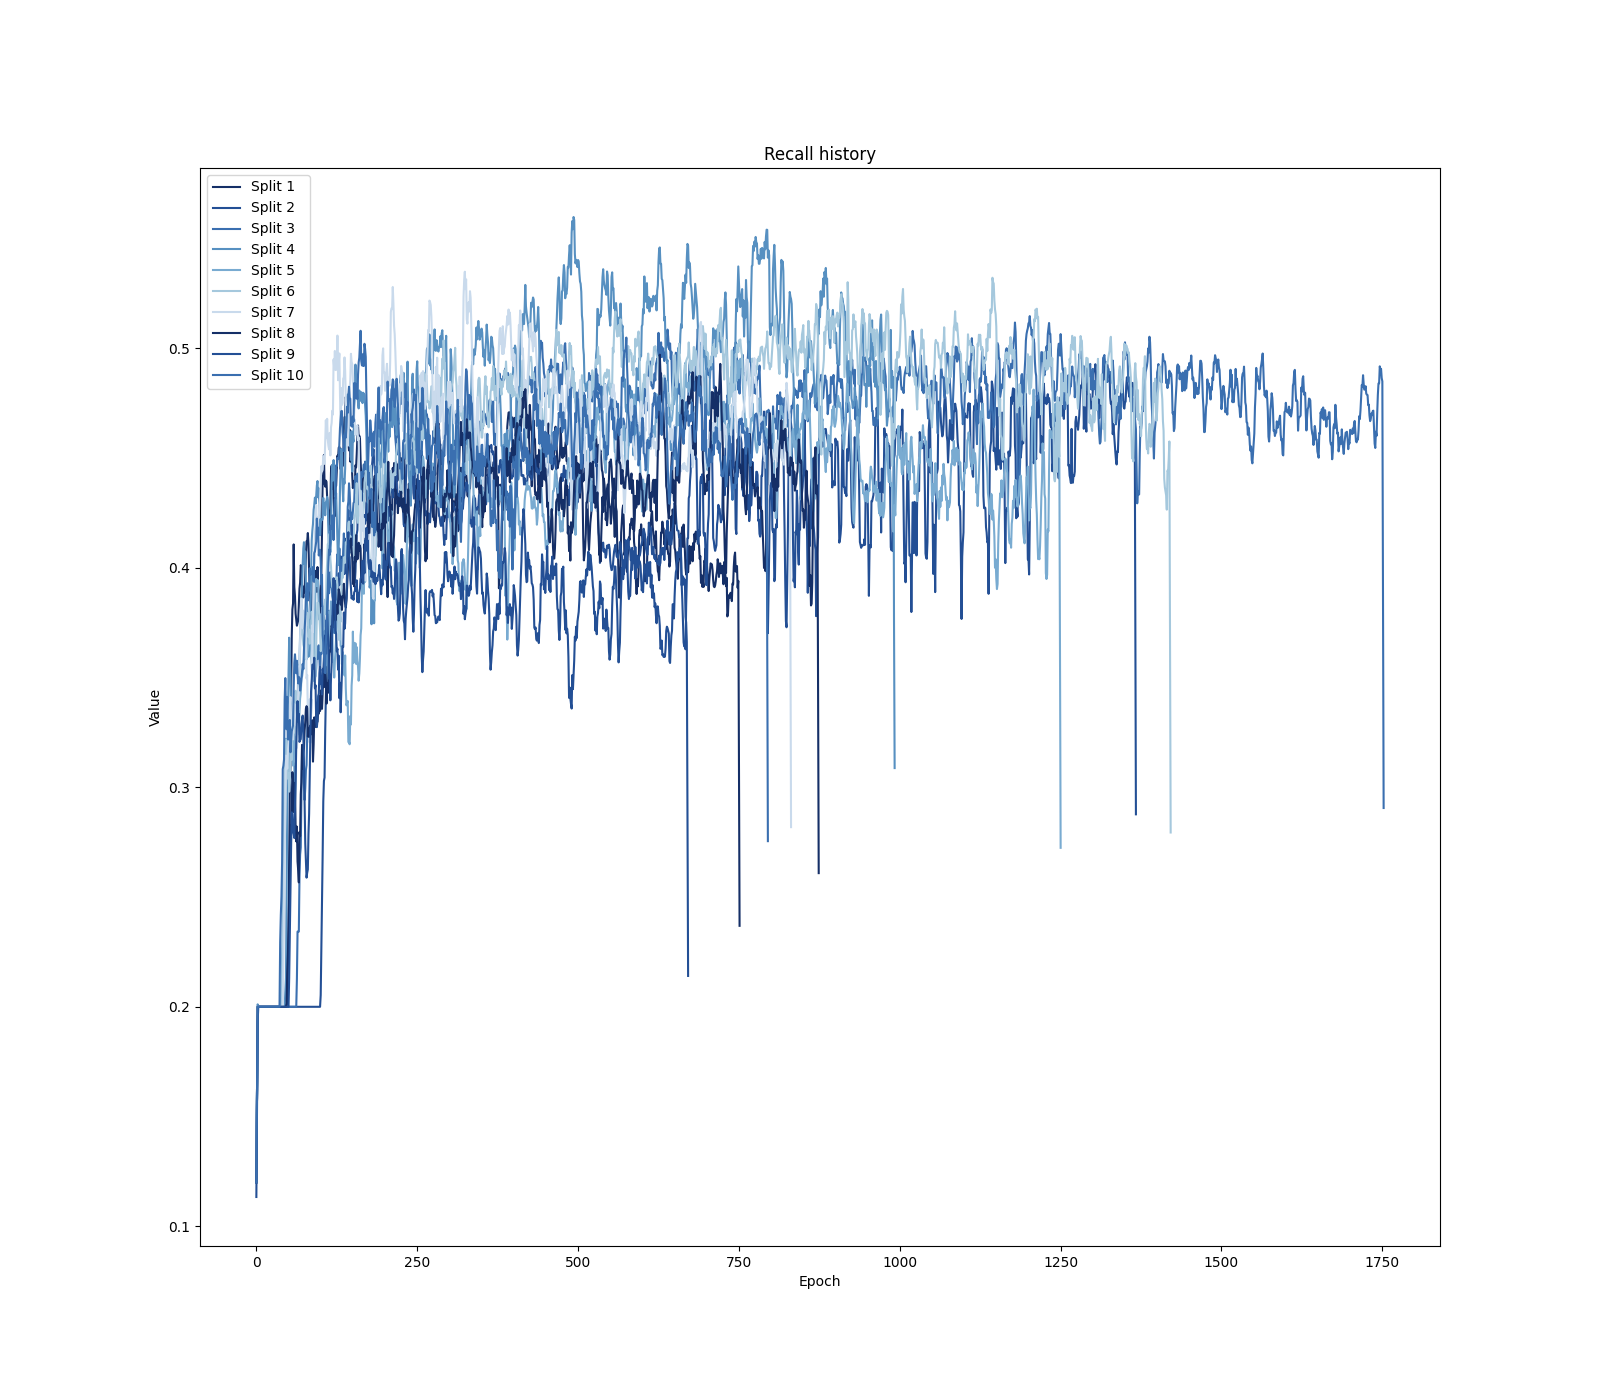 Recall history
Split 1
Split 2
Split 3
Split 4
Split 5
Split 6
Split 7
Split 8
Split 9
Split 10
0.5
0.4
0.3
0.2
0.1
Value
0 250 500 750 1000 1250 1500 1750
Epoch